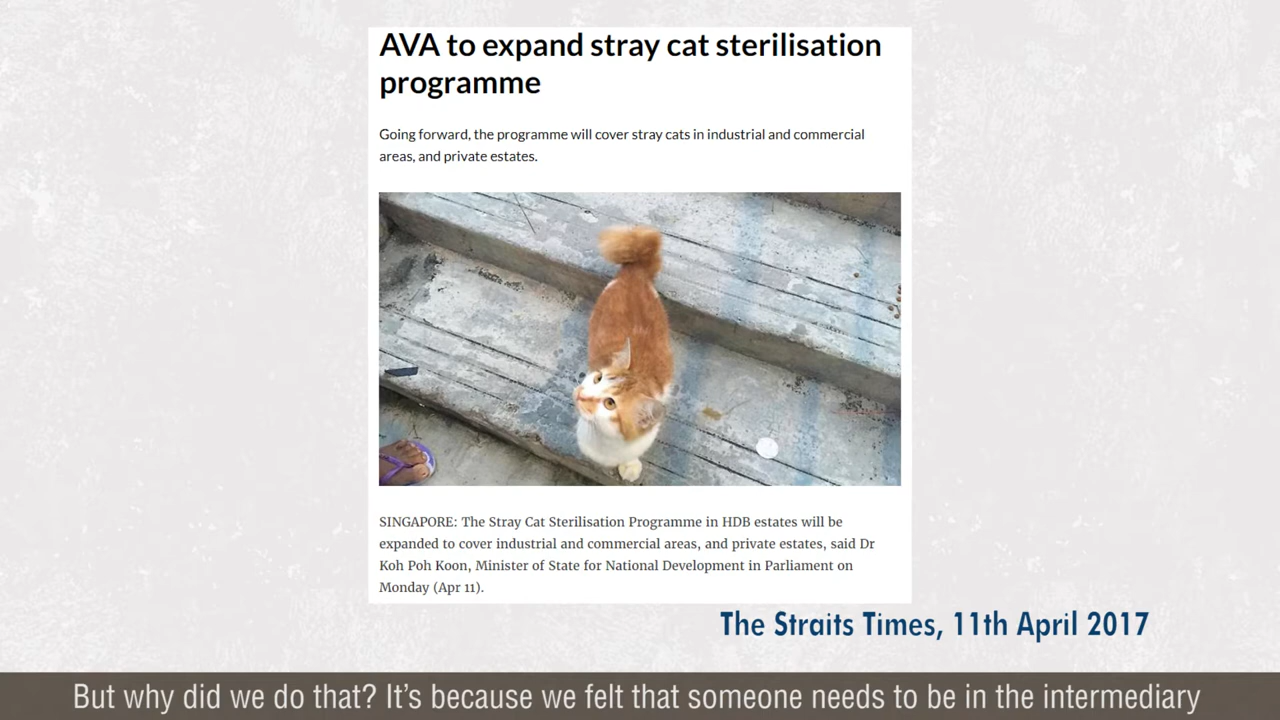 AVA to expand stray cat sterilisation
programme
Going forward, the programme will cover stray cats in industrial and commercial
areas, and private estates.
SINGAPORE: The Stray Cat Sterilisation Programme in HDB estates will be
expanded to cover industrial and commercial areas, and private estates, said Dr
Koh Poh Koon, Minister of State for National Development in Parliament on
Monday (Apr 11).
The Straits Times, 11th April 2017
But why did we do that? It’s because we felt that someone needs to be in the intermediary